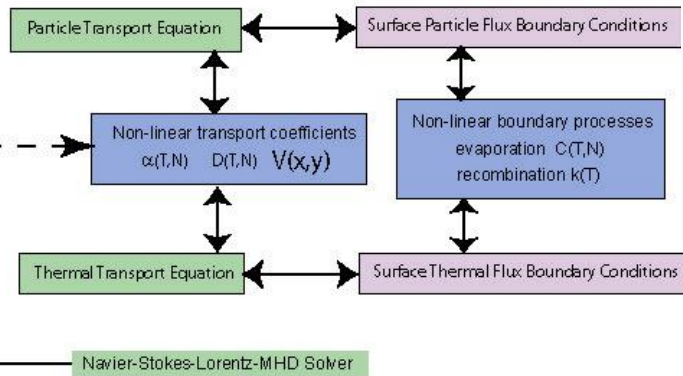 Particle Transport Equation
Surface Particle Flux Boundary Conditions
Non-linear transport coefficients
α(T,N) D(T,N) V(x,y)
Non-linear boundary processes
evaporation C(T,N)
recombination k(T)
Thermal Transport Equation
Surface Thermal Flux Boundary Conditions
Navier-Stokes-Lorentz-MHD Solver